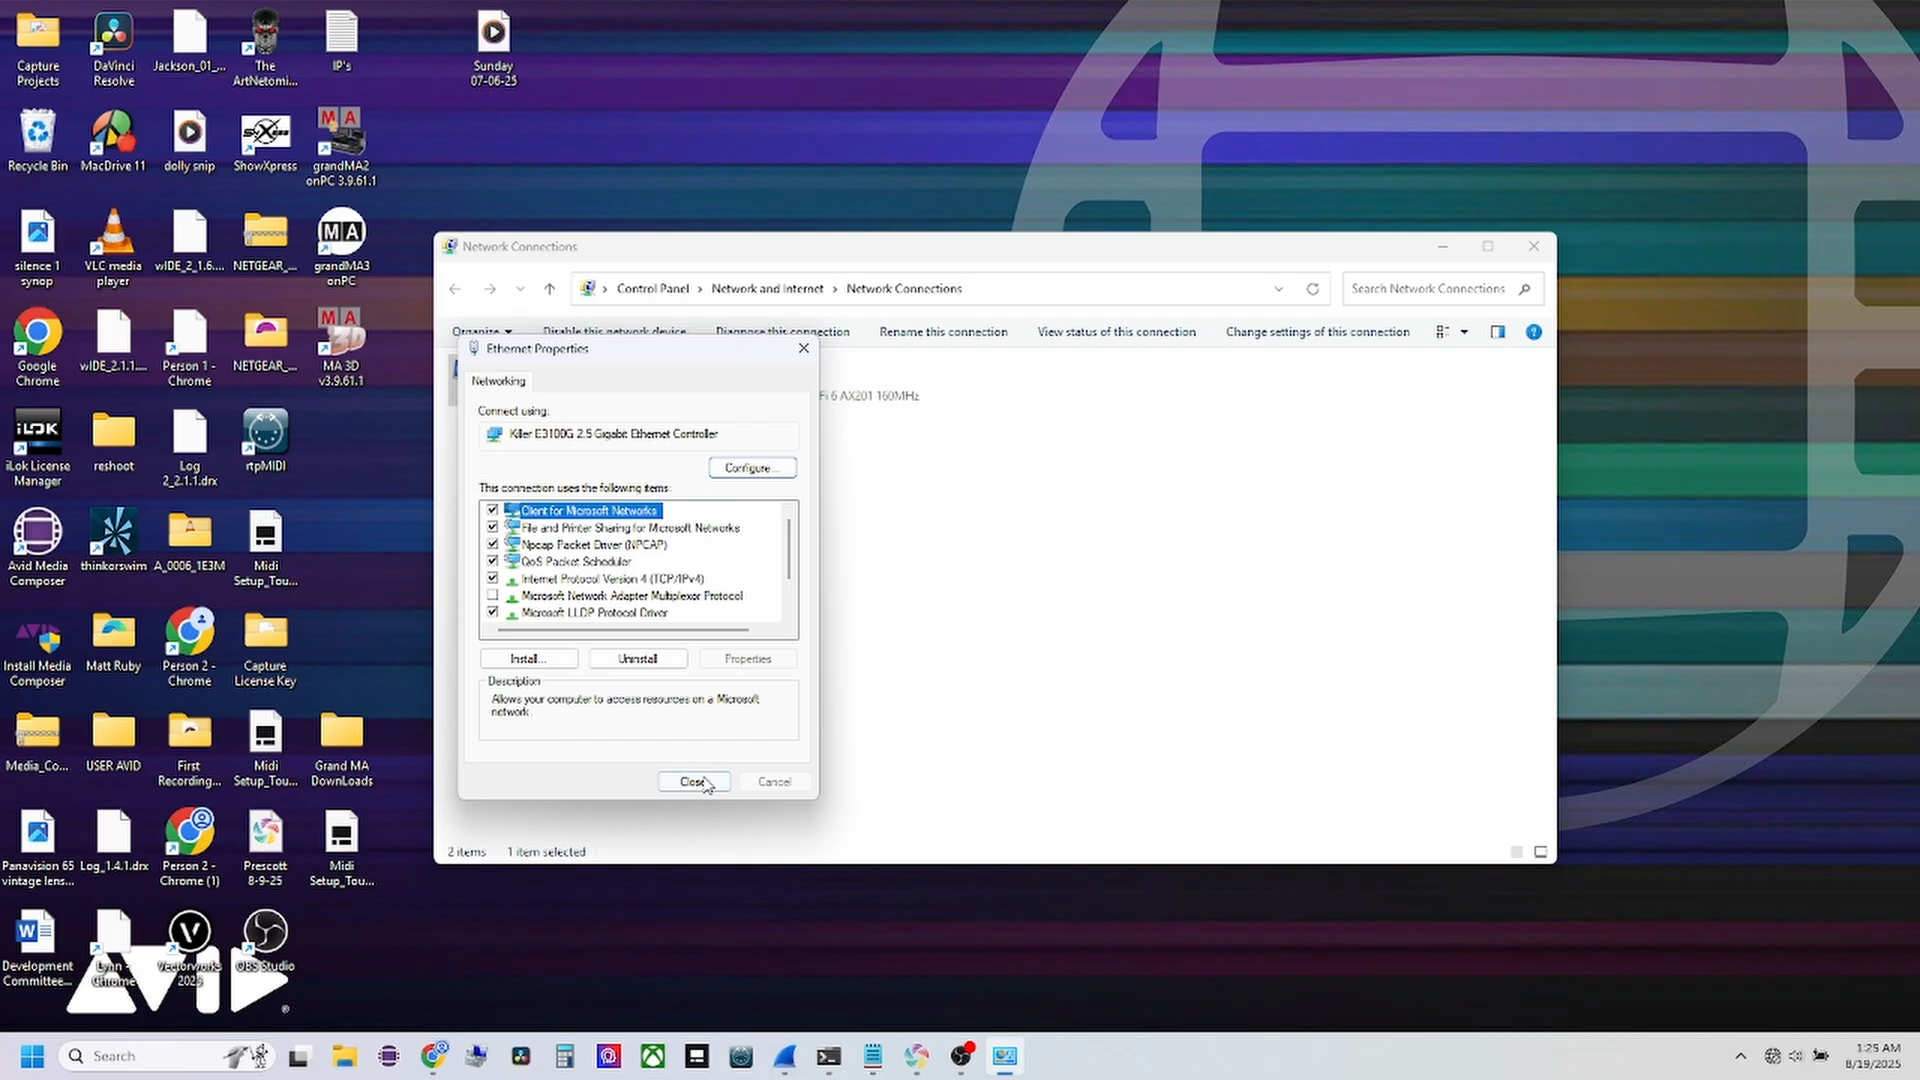 Capture
Projects
DaVinci
Resolve
Jackson_01_...
The
ArtNetomi...
IP's
Sunday
07-06-25
Recycle Bin
MacDrive 11
dolly snip
ShowXpress
grandMA2
onPC 3.9.61.1
silence 1
synop
VLC media
player
wIDE_2_1.6....
NETGEAR_...
grandMA3
onPC
Google
Chrome
wIDE_2.1.1....
Person 1 -
Chrome
NETGEAR_...
MA 3D
v3.9.61.1
iLok License
Manager
reshoot
Log
2_2.1.1.drx
rtpMIDI
Avid Media
Composer
thinkorswim
A_0006_1E3M
Midi
Setup_Tou...
Install Media
Composer
Matt Ruby
Person 2 -
Chrome
Capture
License Key
Media_Co...
USER AVID
First
Recording...
Midi
Setup_Tou...
Grand MA
DownLoads
Panavision 65
vintage lens...
Log_1.4.1.drx
Person 2 -
Chrome (1)
Prescott
8-9-25
Midi
Setup_Tou...
Development
Committee...
Lynn -
Chrome
Vectorworks
2025
OBS Studio
AVID
Network Connections
Control Panel > Network and Internet > Network Connections
Search Network Connections
Organize Disable this network device Diagnose this connection Rename this connection View status of this connection Change settings of this connection
Fi 6 AX201 160MHz
Ethernet Properties
Networking
Connect using:
Killer E3100G 2.5 Gigabit Ethernet Controller
Configure...
This connection uses the following items:
Client for Microsoft Networks
File and Printer Sharing for Microsoft Networks
Npcap Packet Driver (NPCAP)
QoS Packet Scheduler
Internet Protocol Version 4 (TCP/IPv4)
Microsoft Network Adapter Multiplexor Protocol
Microsoft LLDP Protocol Driver
Install... Uninstall Properties
Description
Allows your computer to access resources on a Microsoft
network.
Close Cancel
2 items 1 item selected
Search
1:25 AM
8/19/2025